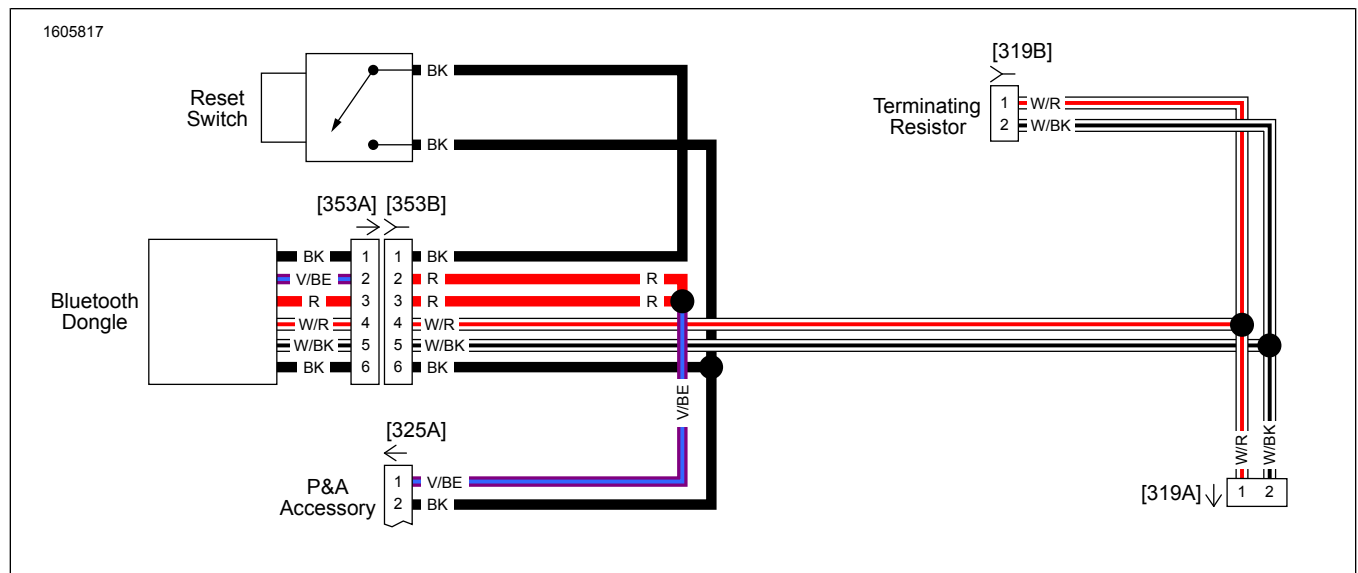 1605817
[319B]
BK
Reset
Switch
Terminating
Resistor
1 W/R
2 W/BK
BK
[353A] [353B]
BK 1 1 BK
V/BE 2 2 R R
Bluetooth
Dongle
R 3 3 R R
W/R 4 4 W/R
W/BK 5 5 W/BK
BK 6 6 BK
V/BE
[325A]
W/R W/BK
P&A
Accessory
1 V/BE
2 BK
[319A] 1 2